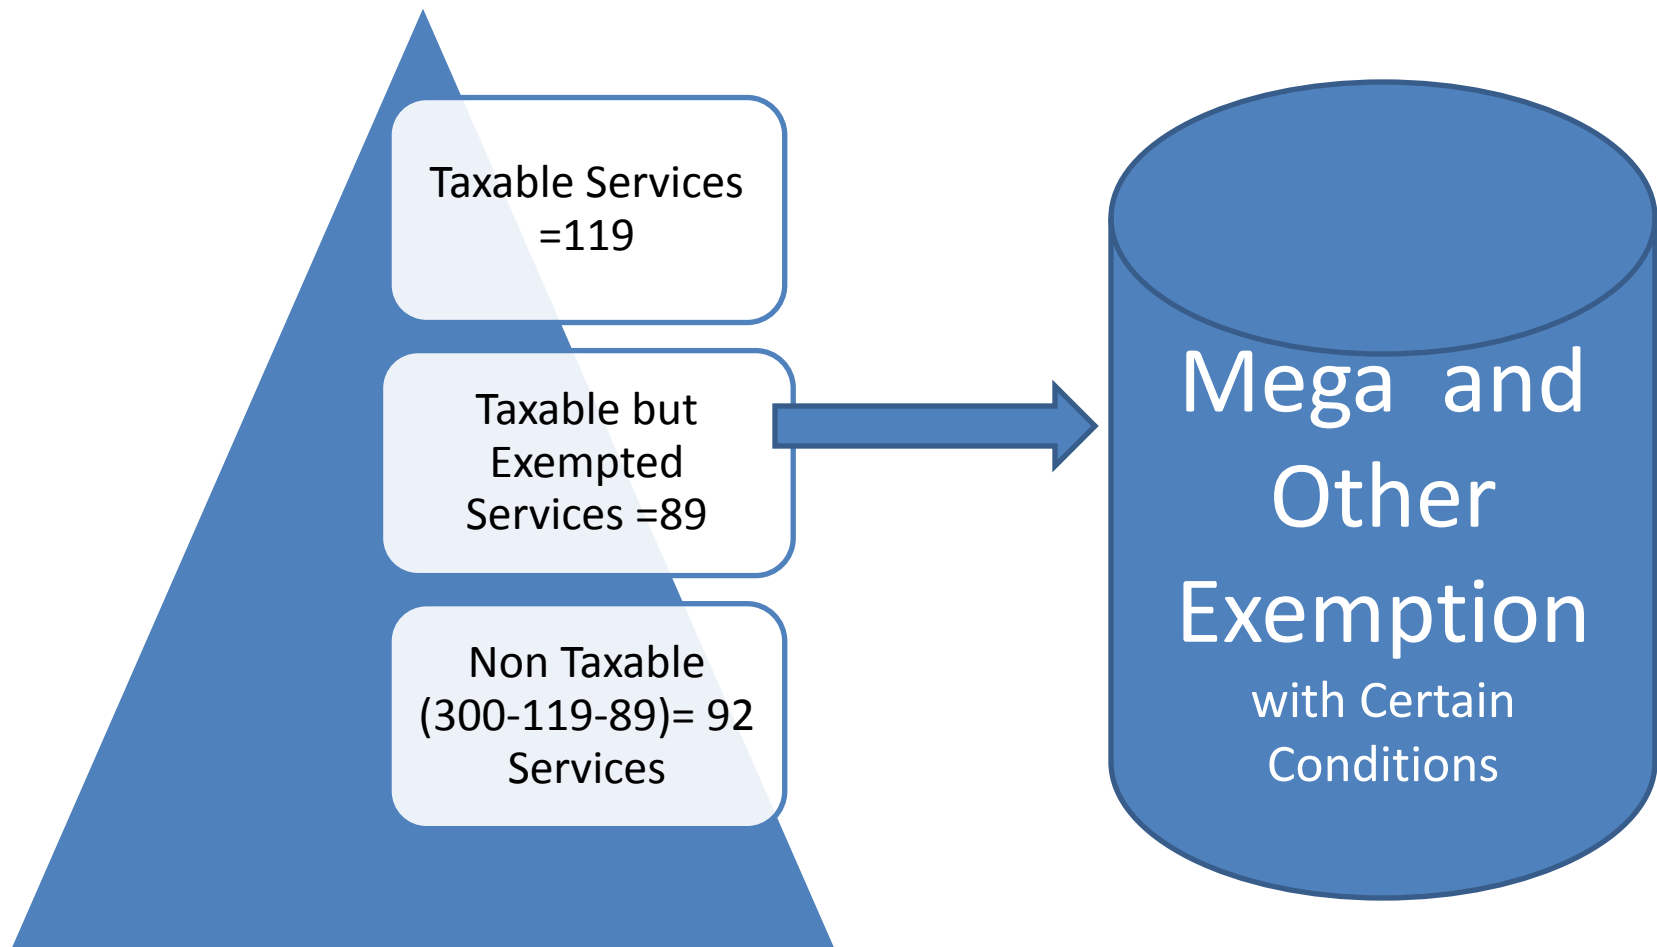 Taxable Services
=119
Taxable but
Exempted
Services =89
Non Taxable
(300-119-89)= 92
Services
Mega and
Other
Exemption
with Certain
Conditions